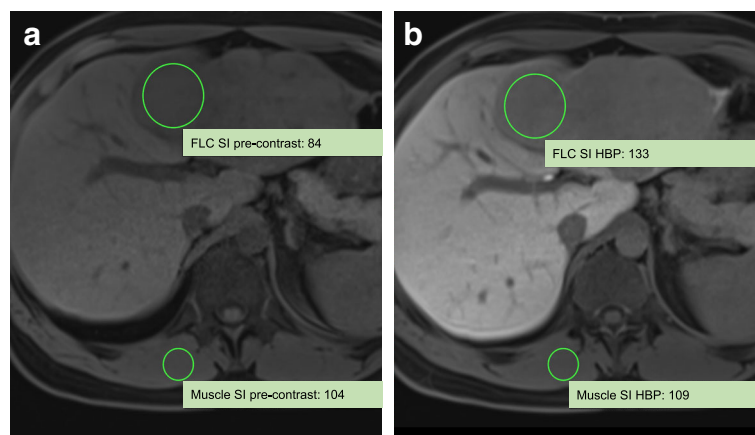 a
FLC SI pre-contrast: 84
Muscle SI pre-contrast: 104
b
FLC SI HBP: 133
Muscle SI HBP: 109